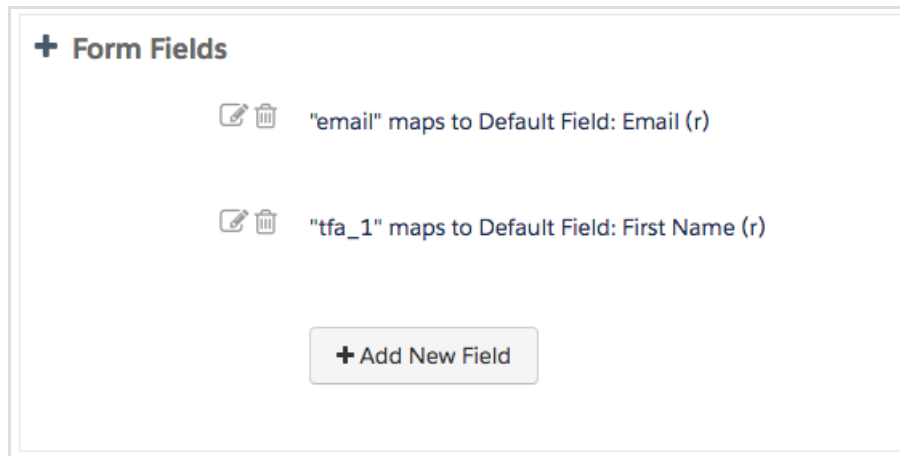 Form Fields
"email" maps to Default Field: Email (r)
"tfa_1" maps to Default Field: First Name (r)
Add New Field